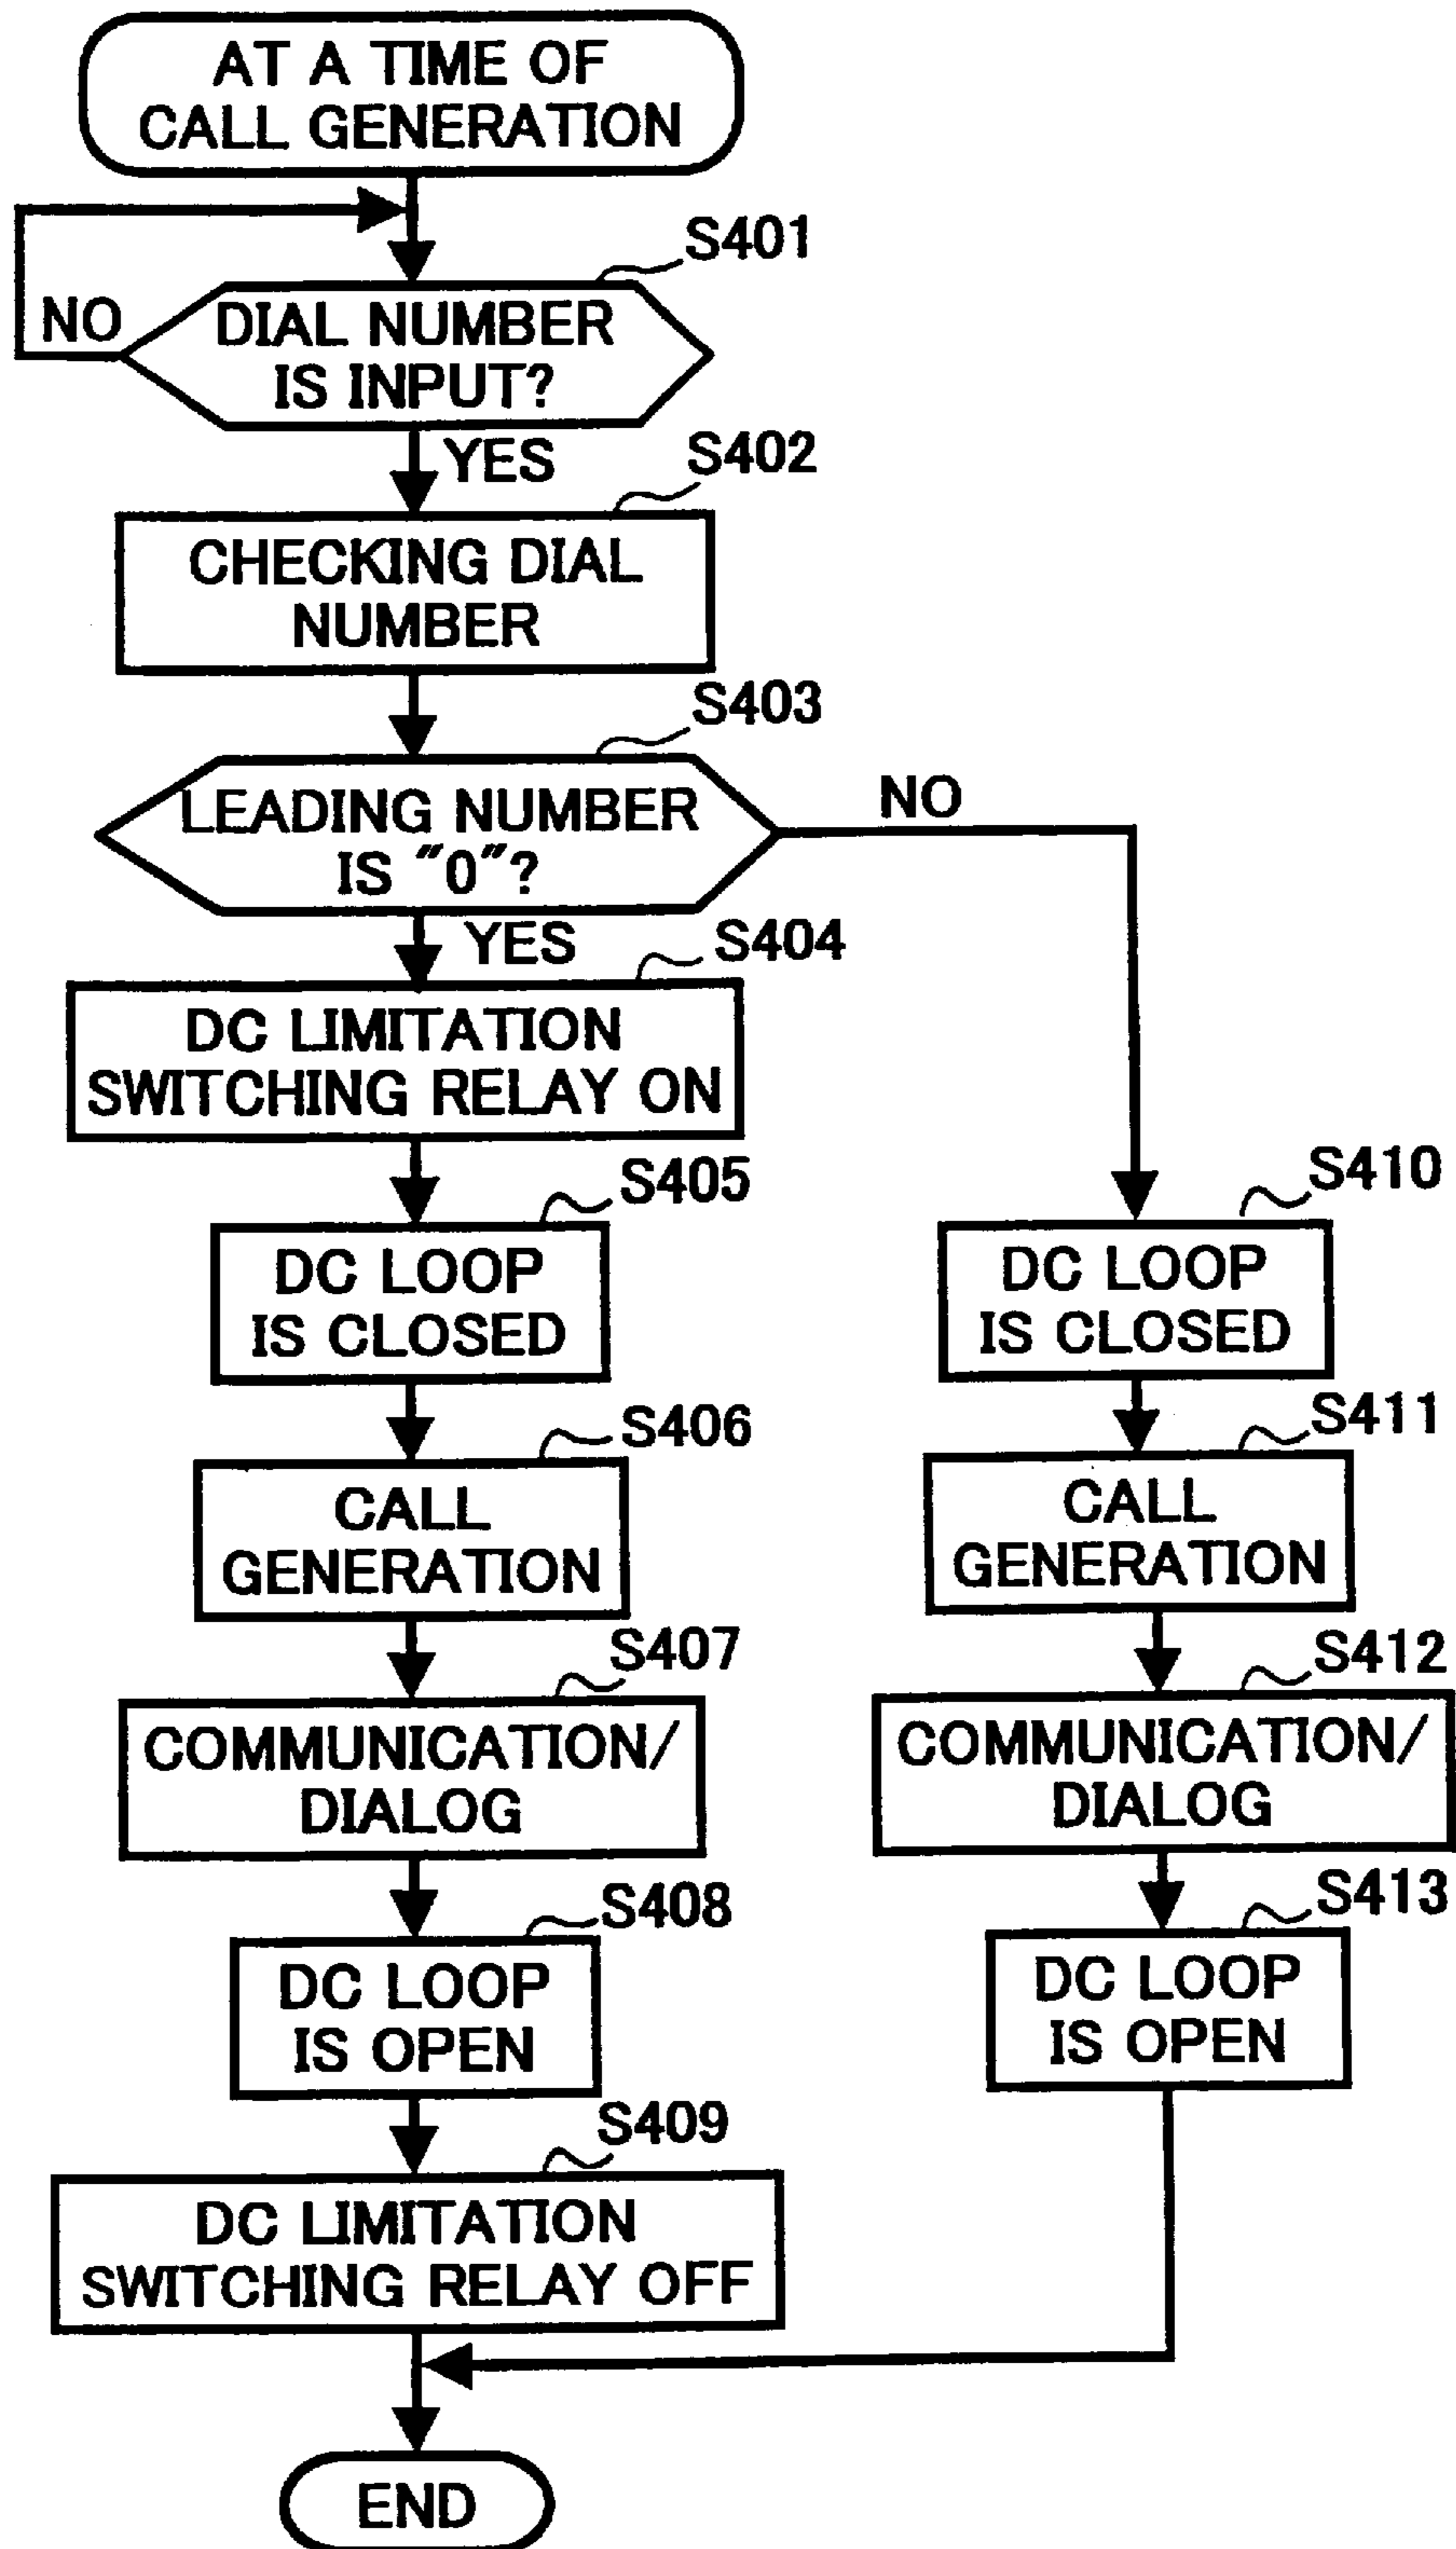 AT A TIME OF
CALL GENERATION
S401
NO
DIAL NUMBER
IS INPUT?
YES
S402
CHECKING DIAL
NUMBER
S403
LEADING NUMBER
IS "0"?
NO
YES
S404
DC LIMITATION
SWITCHING RELAY ON
S405
DC LOOP
IS CLOSED
S406
CALL
GENERATION
S407
COMMUNICATION/
DIALOG
S408
DC LOOP
IS OPEN
S409
DC LIMITATION
SWITCHING RELAY OFF
S410
DC LOOP
IS CLOSED
S411
CALL
GENERATION
S412
COMMUNICATION/
DIALOG
S413
DC LOOP
IS OPEN
END